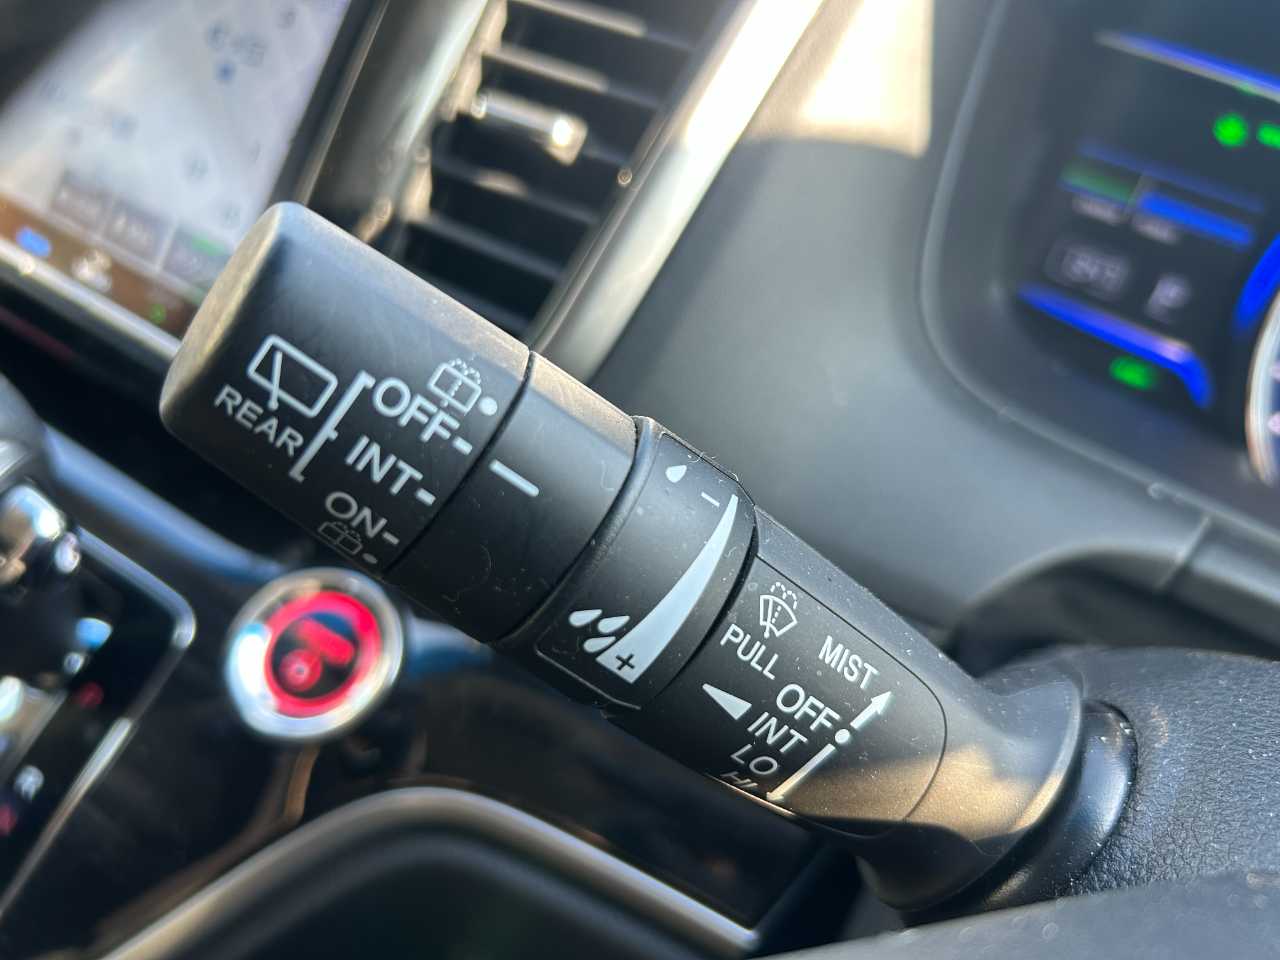 REAR
OFF
INT
ON
-
+
PULL
MIST
OFF
INT
LO
HI
R